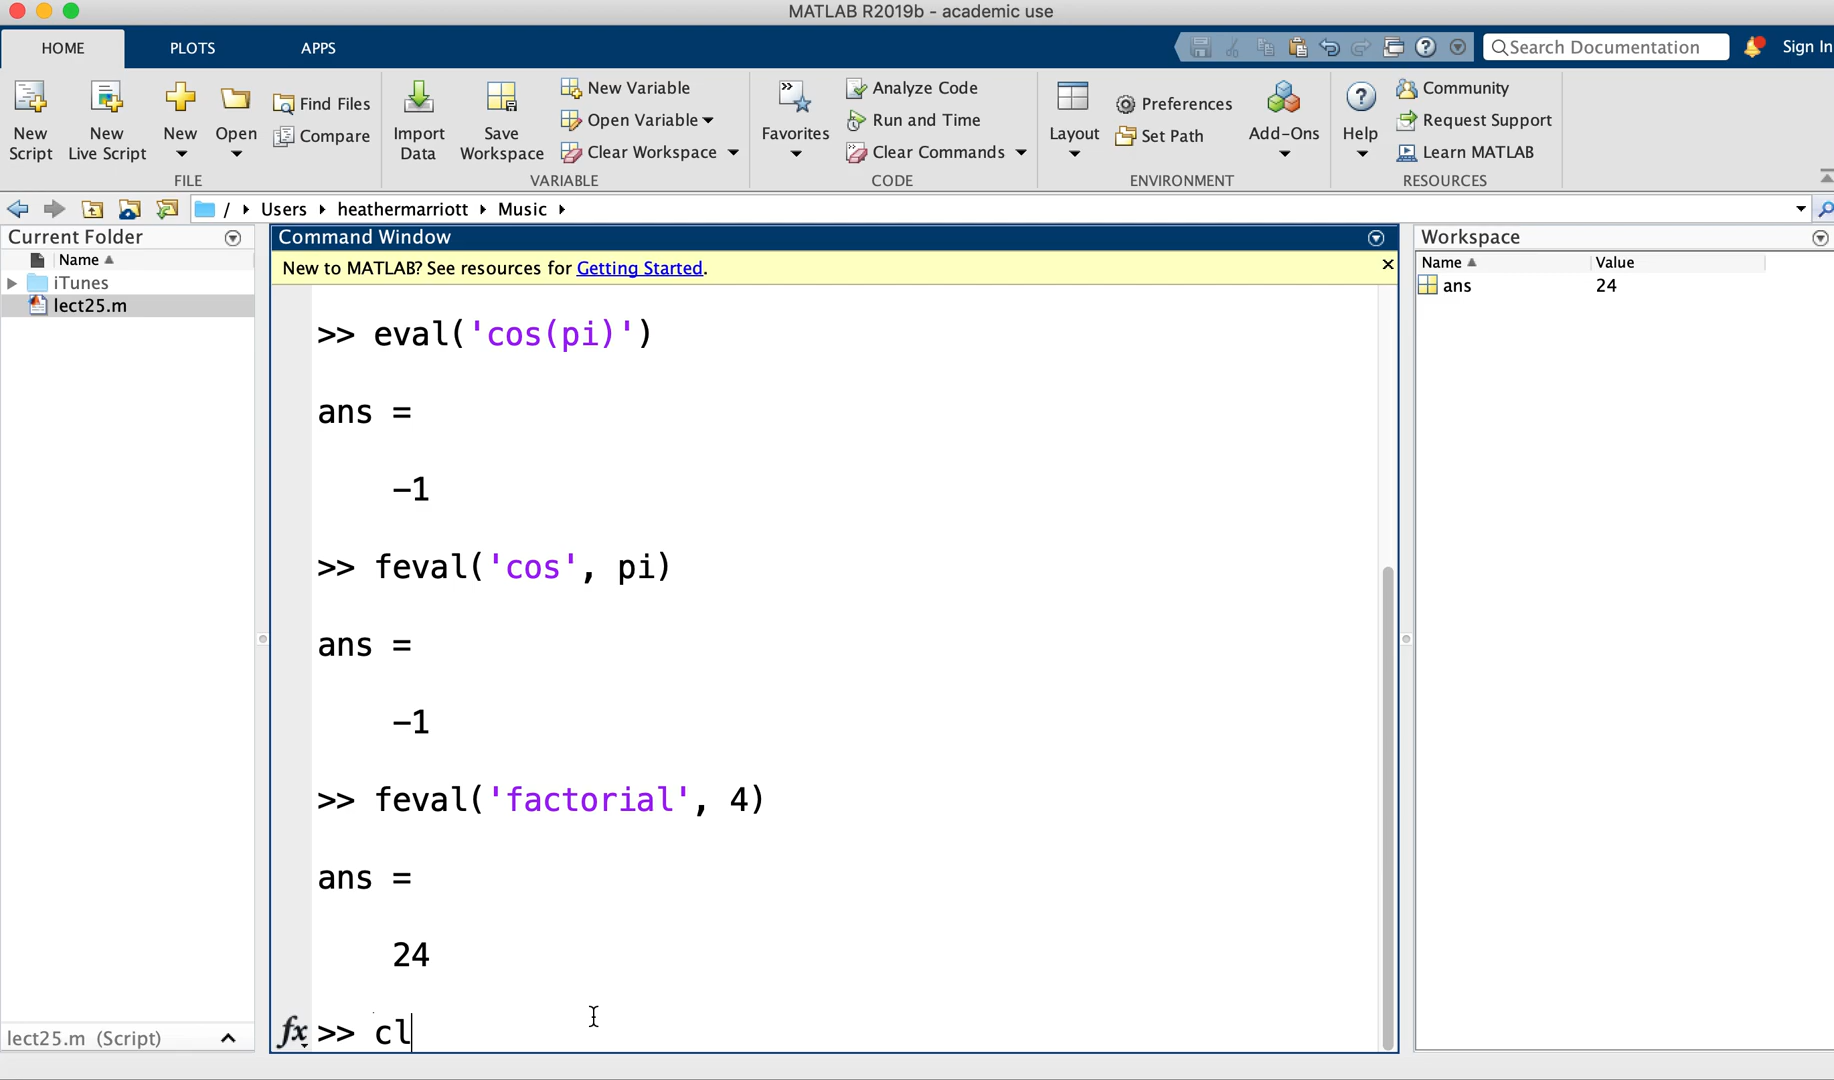 MATLAB R2019b - academic use
HOME PLOTS APPS
Search Documentation
Sign In
New Script
New Live Script
New
Open
Find Files
Compare
FILE
Import Data
Save Workspace
New Variable
Open Variable
Clear Workspace
VARIABLE
Favorites
Analyze Code
Run and Time
Clear Commands
CODE
Layout
Preferences
Set Path
Add-Ons
ENVIRONMENT
Help
Community
Request Support
Learn MATLAB
RESOURCES
/ Users heathermarriott Music
Current Folder
Name
iTunes
lect25.m
lect25.m (Script)
Command Window
New to MATLAB? See resources for Getting Started.
>> eval('cos(pi)')
ans =
-1
>> feval('cos', pi)
ans =
-1
>> feval('factorial', 4)
ans =
24
fx >> cl
Workspace
Name Value
ans 24